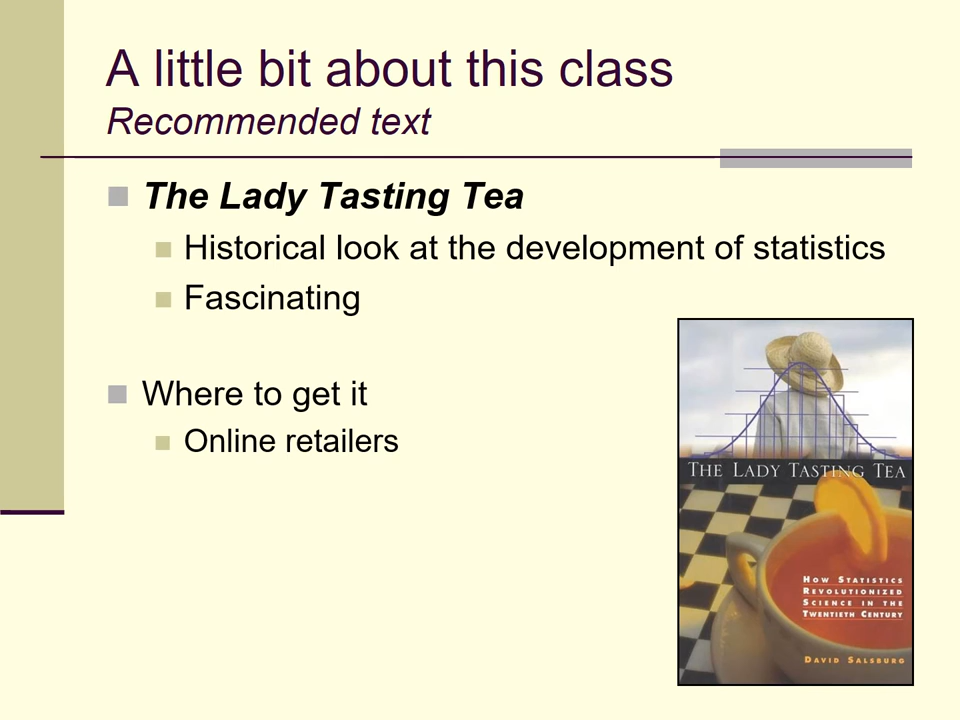 A little bit about this class
Recommended text
The Lady Tasting Tea
Historical look at the development of statistics
Fascinating
Where to get it
Online retailers
THE LADY TASTING TEA
HOW STATISTICS
REVOLUTIONIZED
SCIENCE IN THE
TWENTIETH CENTURY
DAVID SALSBURG